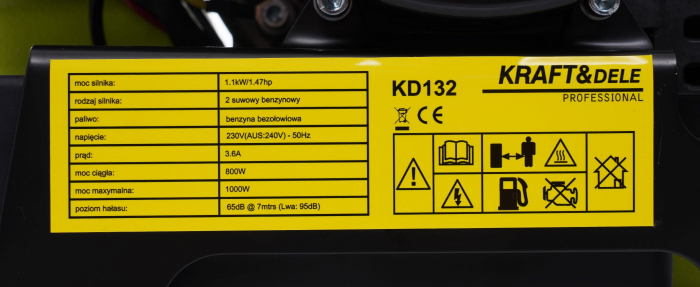 moc silnika: 1.1kW/1.47hp
rodzaj silnika: 2 suwowy benzynowy
paliwo: benzyna bezołowiowa
napięcie: 230V(AUS:240V) - 50Hz
prąd: 3.6A
moc ciągła: 800W
moc maxymalna: 1000W
poziom hałasu: 65dB @ 7mtrs (Lwa: 95dB)
KD132
CE
KRAFT&DELE
PROFESSIONAL